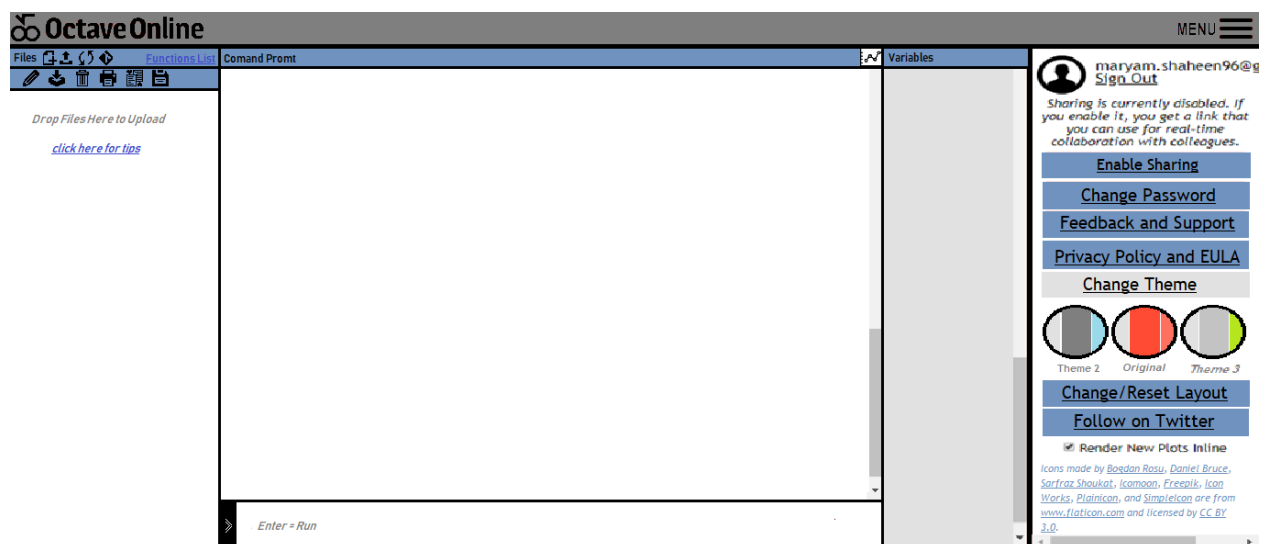 Octave Online
MENU
Files
Functions List
Comand Promt
Variables
Drop Files Here to Upload
click here for tips
Enter = Run
maryam.shaheen96@g
Sign Out
Sharing is currently disabled. If
you enable it, you get a link that
you can use for real-time
collaboration with colleagues.
Enable Sharing
Change Password
Feedback and Support
Privacy Policy and EULA
Change Theme
Theme 2 Original Theme 3
Change/Reset Layout
Follow on Twitter
Render New Plots Inline
Icons made by Bogdan Rosu, Daniel Bruce,
Sarfraz Shoukat, Icomoon, Freepik, Icon
Works, Plainicon, and SimpleIcon are from
www.flaticon.com and licensed by CC BY
3.0.